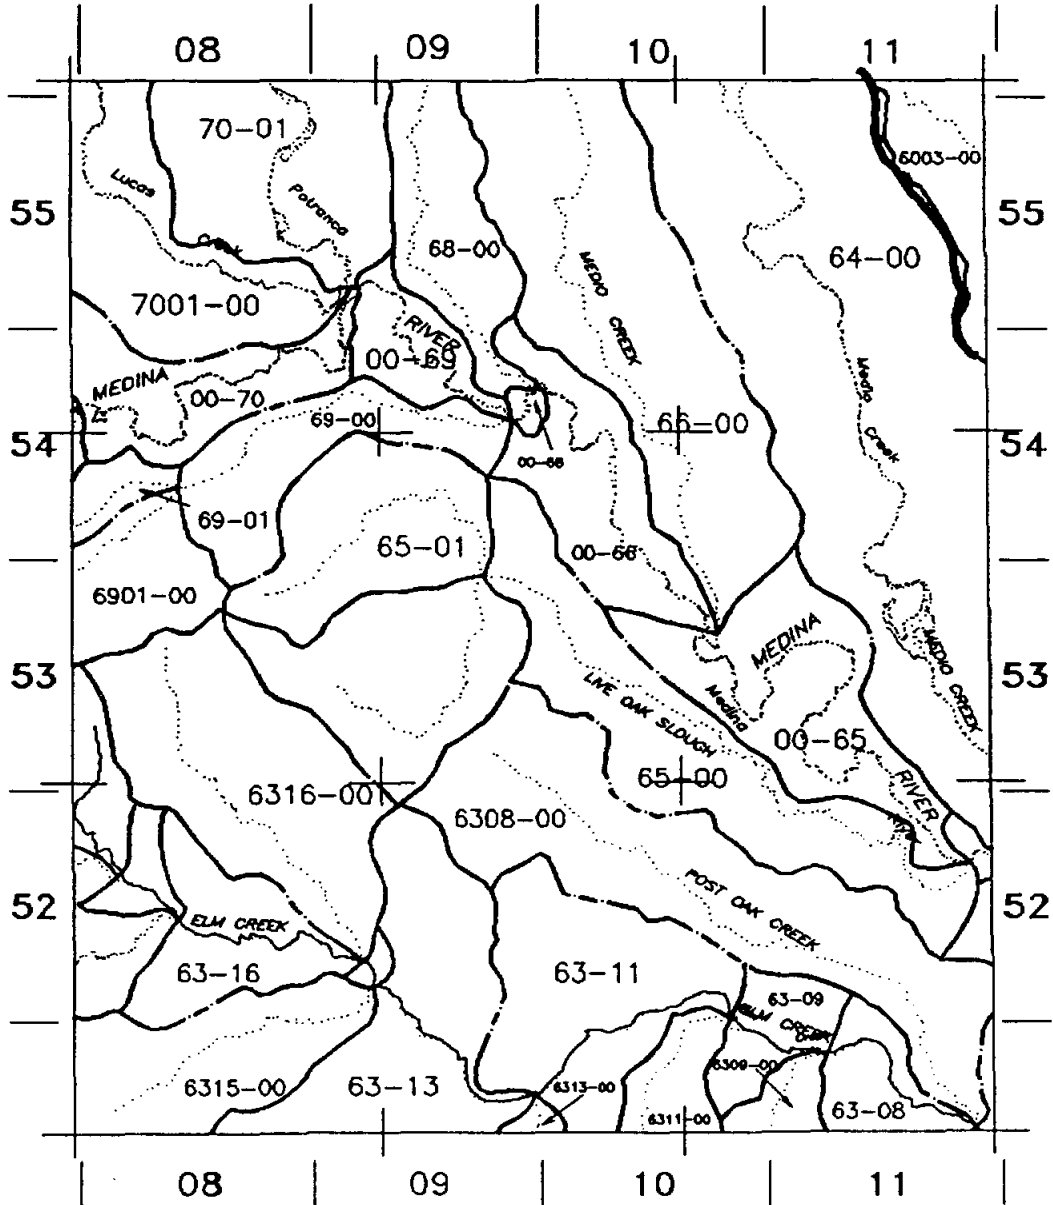 08 09 10 11
70-01
6003-00
Lucas
Potranca
55 55
Creek
68-00
64-00
MEDIO CREEK
7001-00
RIVER
00-69
MEDINA
00-70
Medio Creek
69-00
66-00
54 54
00-66
69-01
65-01
00-66
6901-00
MEDINA
MEDIO CREEK
53 53
LIVE OAK SLOUGH
Medina
00-65
65-00
6316-00
RIVER
6308-00
River
POST OAK CREEK
52 52
ELM CREEK
63-16
63-11
63-09
ELM CREEK
6309-00
6315-00
63-13
6313-00
6311-00
63-08
08 09 10 11